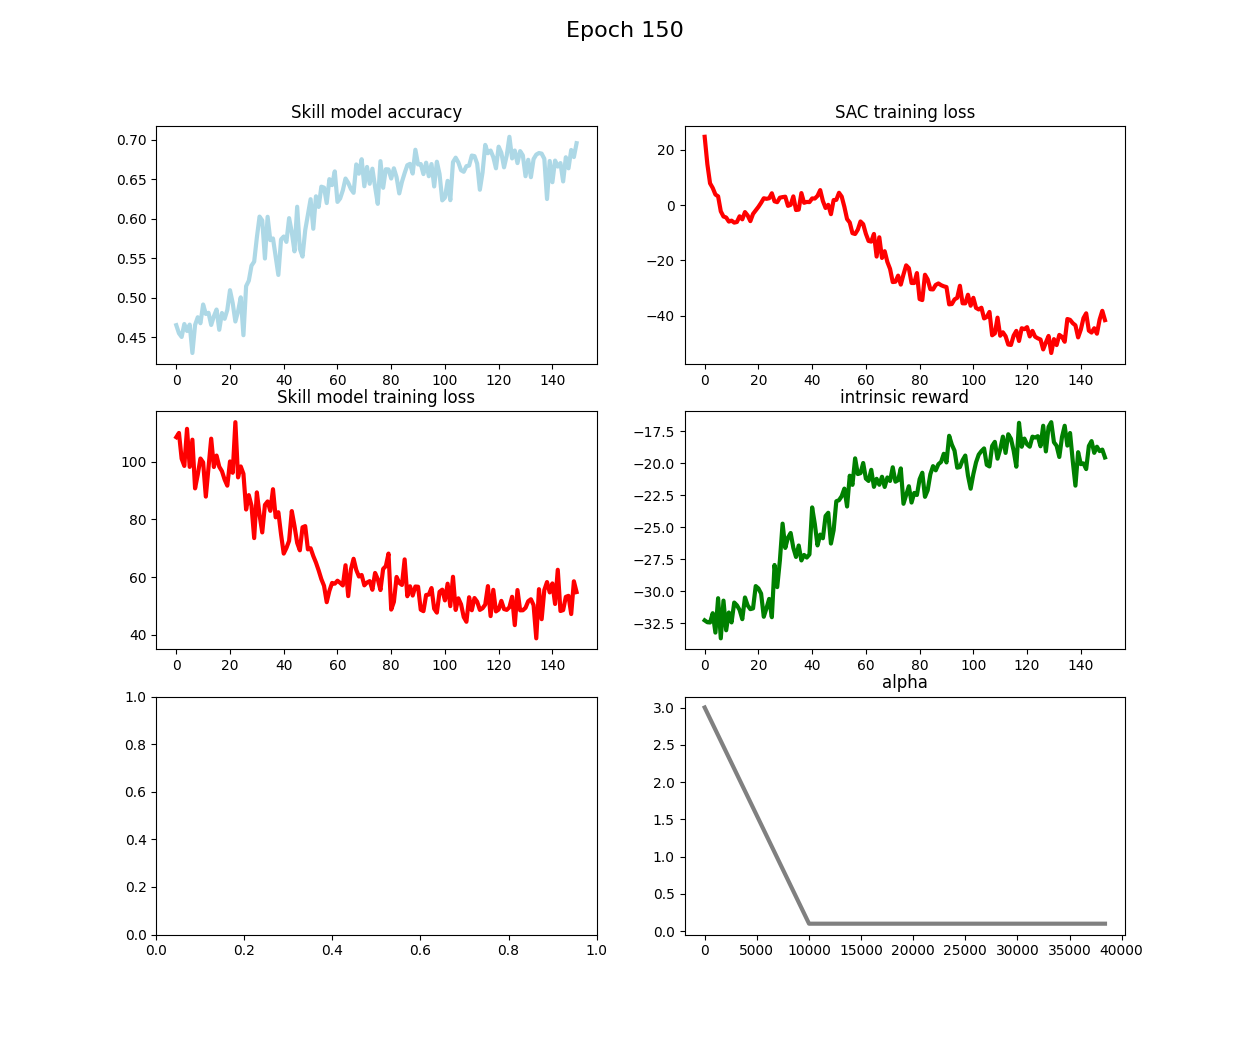 Epoch 150
Skill model accuracy
0.70
0.65
0.60
0.55
0.50
0.45
0 20 40 60 80 100 120 140
SAC training loss
20
0
−20
−40
0 20 40 60 80 100 120 140
Skill model training loss
100
80
60
40
0 20 40 60 80 100 120 140
intrinsic reward
−17.5
−20.0
−22.5
−25.0
−27.5
−30.0
−32.5
0 20 40 60 80 100 120 140
1.0
0.8
0.6
0.4
0.2
0.0
0.0 0.2 0.4 0.6 0.8 1.0
alpha
3.0
2.5
2.0
1.5
1.0
0.5
0.0
0 5000 10000 15000 20000 25000 30000 35000 40000